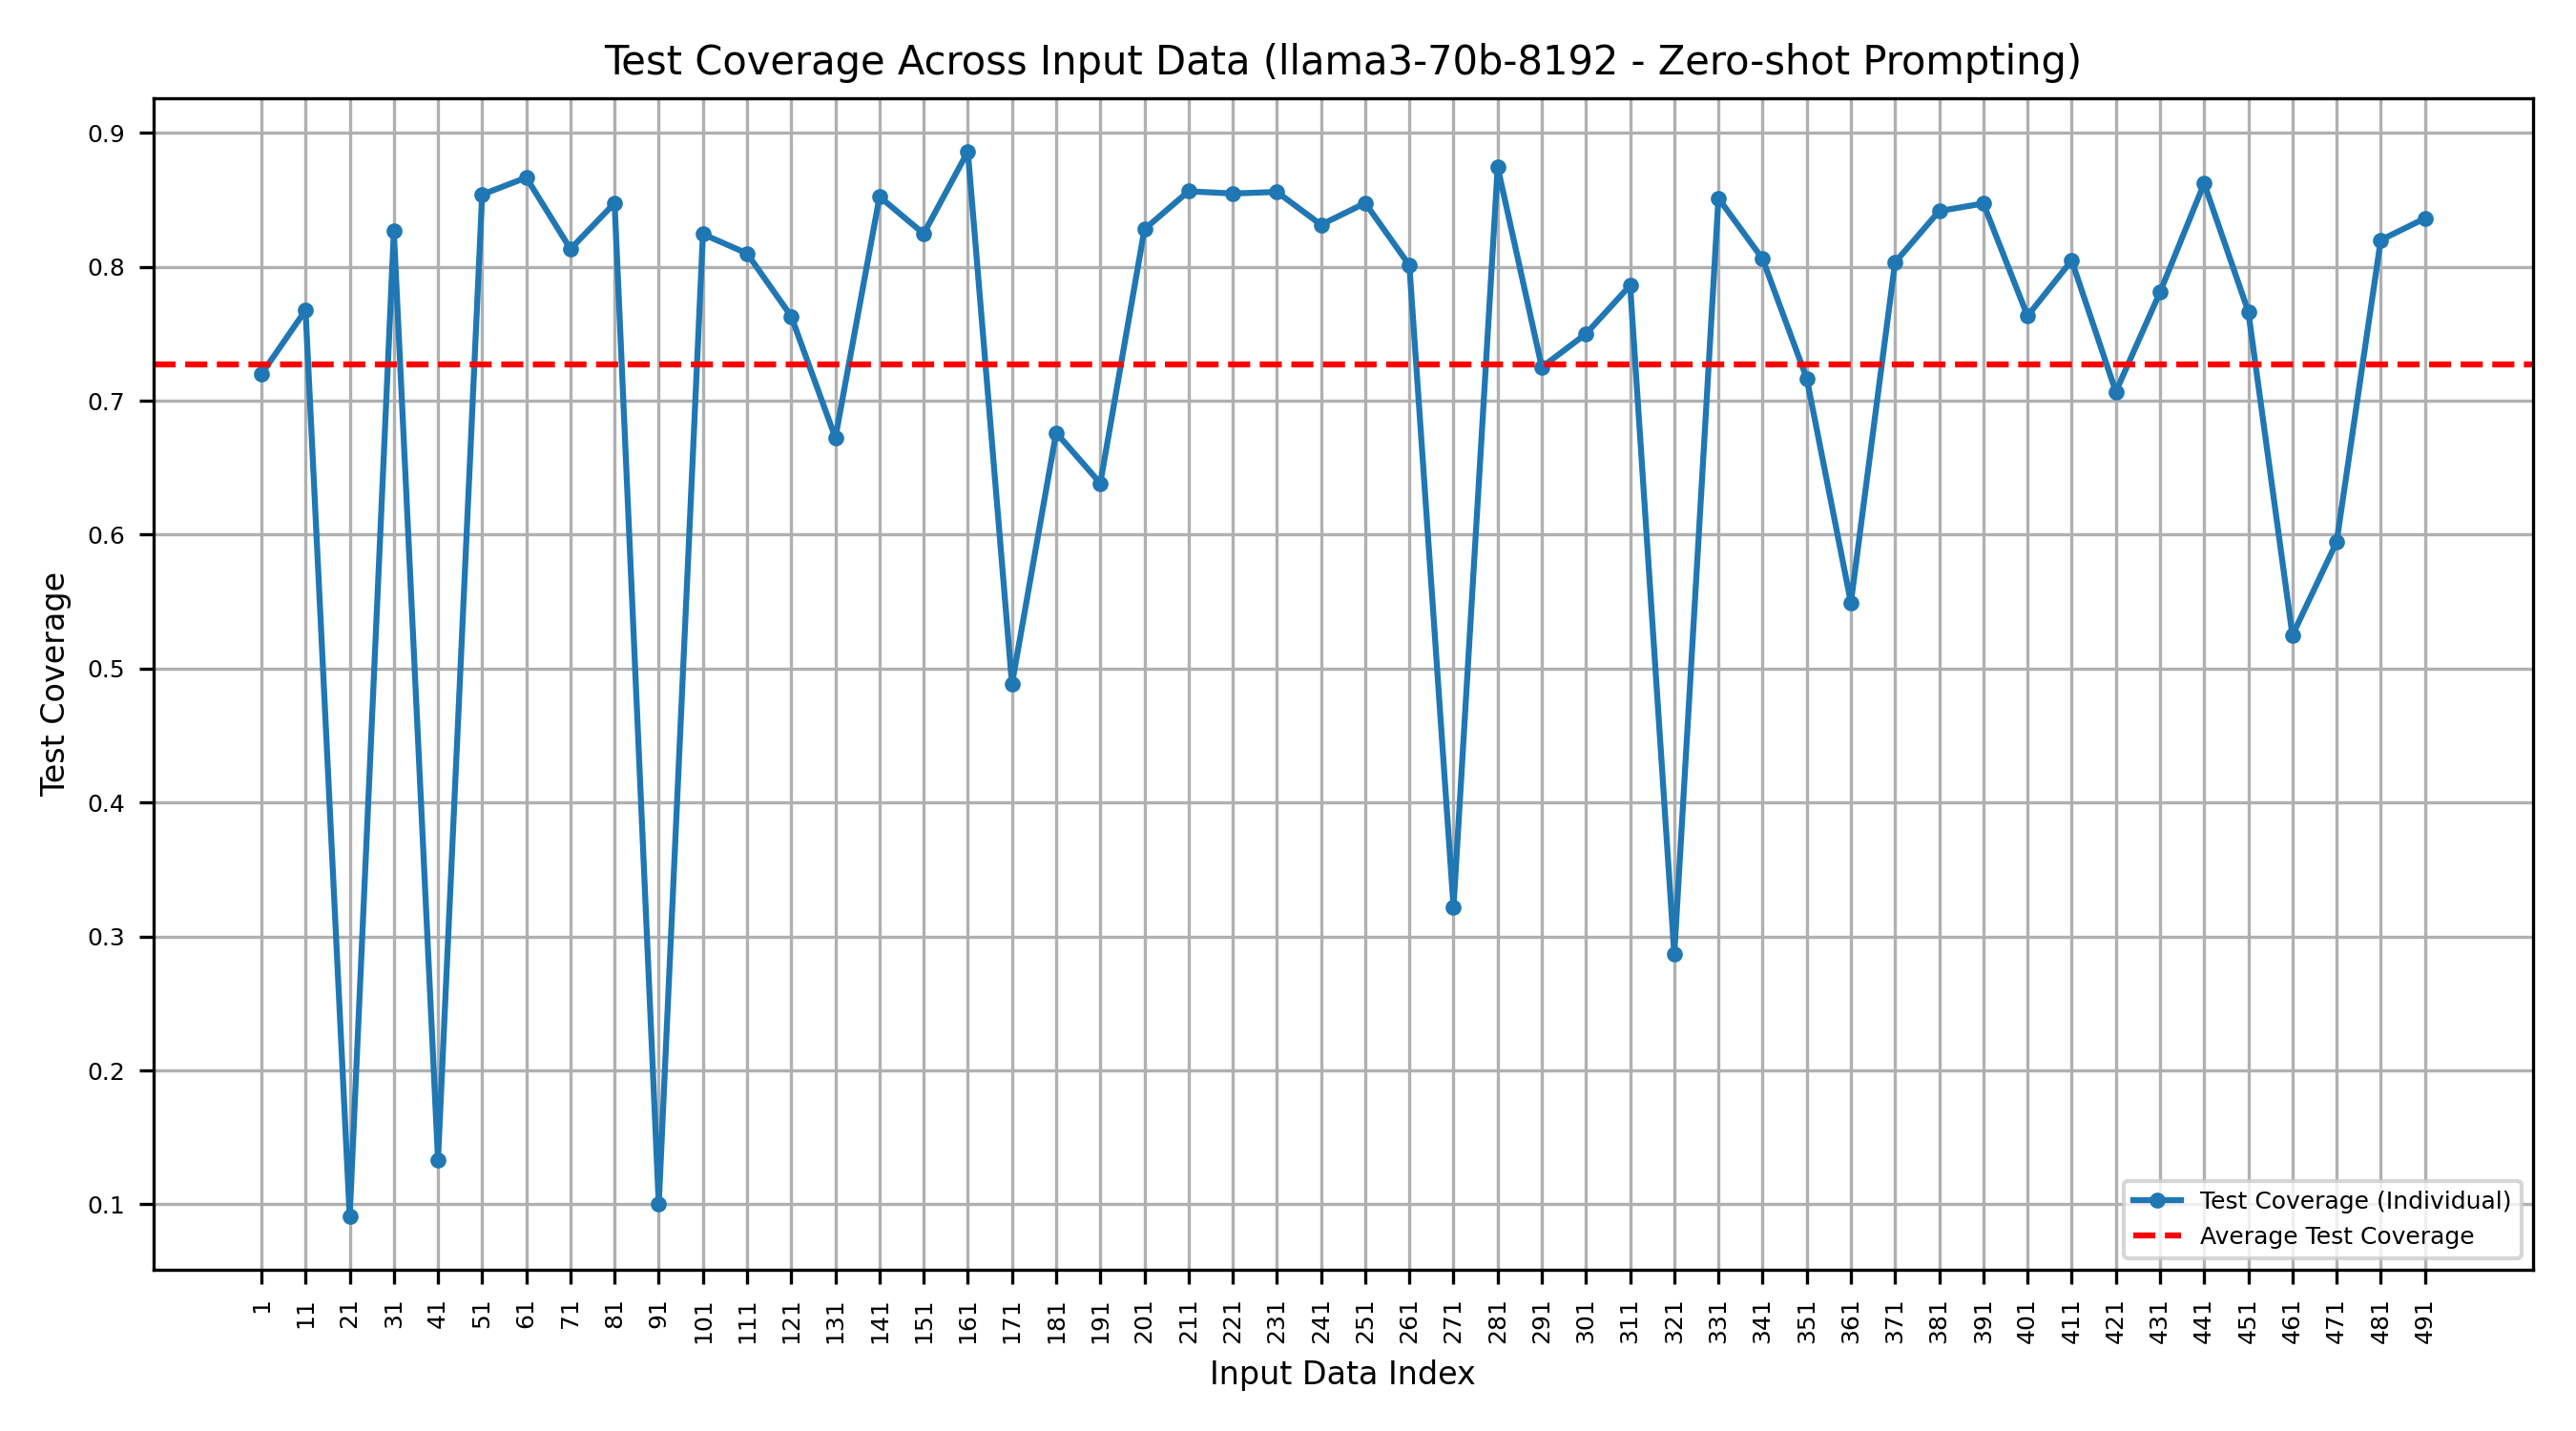 Test Coverage Across Input Data (llama3-70b-8192 - Zero-shot Prompting)
Test Coverage
0.9
0.8
0.7
0.6
0.5
0.4
0.3
0.2
0.1
Test Coverage (Individual)
Average Test Coverage
1 11 21 31 41 51 61 71 81 91 101 111 121 131 141 151 161 171 181 191 201 211 221 231 241 251 261 271 281 291 301 311 321 331 341 351 361 371 381 391 401 411 421 431 441 451 461 471 481 491
Input Data Index